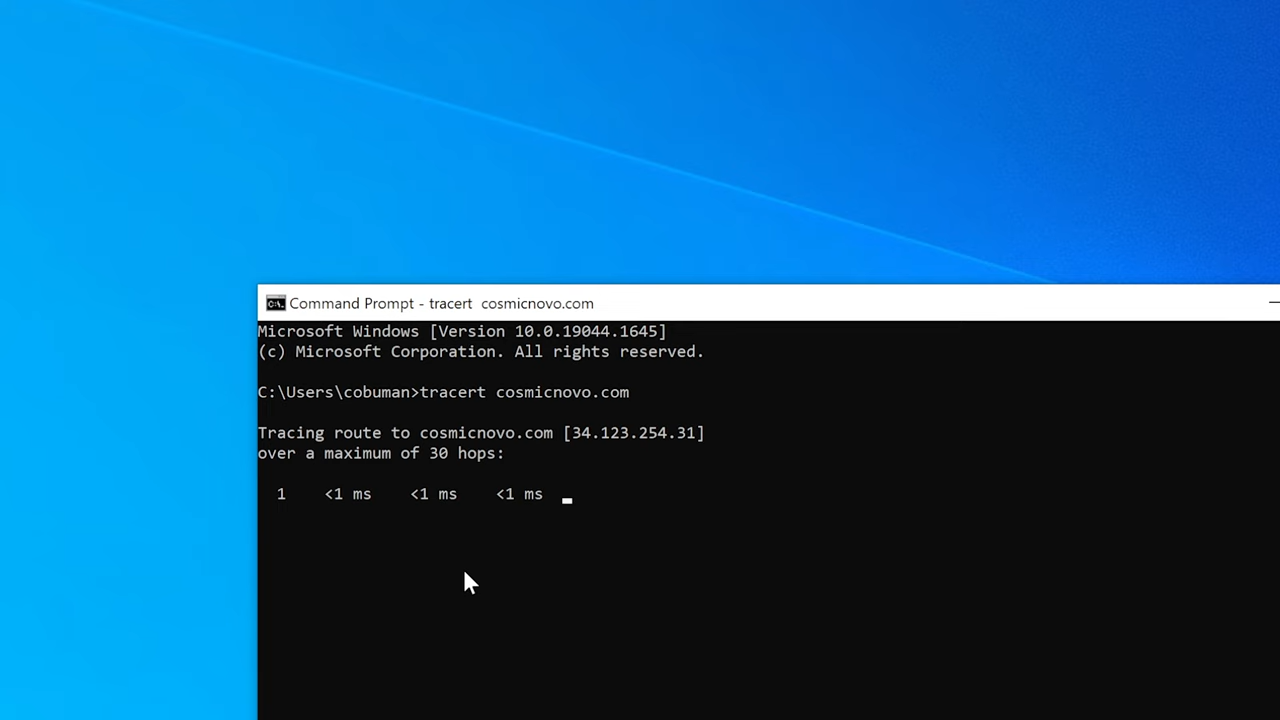 Command Prompt - tracert  cosmicnovo.com
Microsoft Windows [Version 10.0.19044.1645]
(c) Microsoft Corporation. All rights reserved.
C:\Users\cobuman>tracert cosmicnovo.com
Tracing route to cosmicnovo.com [34.123.254.31]
over a maximum of 30 hops:
  1    <1 ms    <1 ms    <1 ms